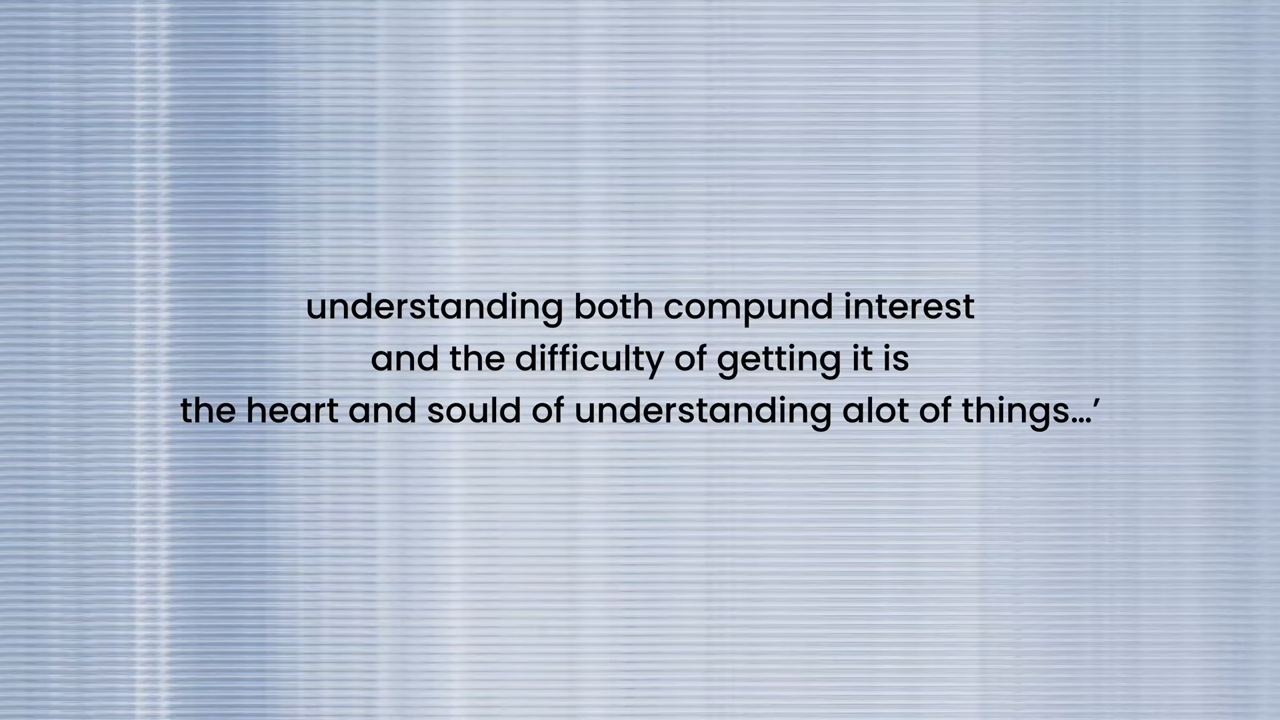 understanding both compund interest
and the difficulty of getting it is
the heart and sould of understanding alot of things...’